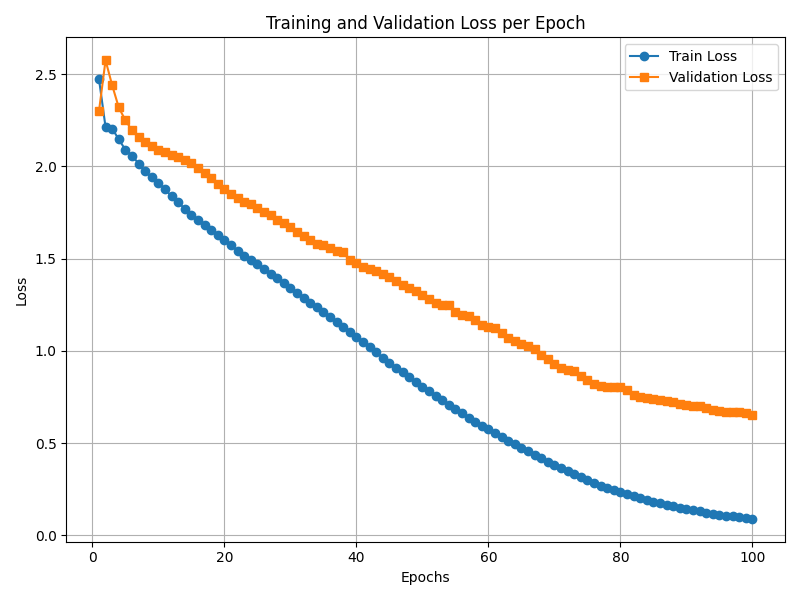 Training and Validation Loss per Epoch
Train Loss
Validation Loss
2.5
2.0
1.5
1.0
0.5
0.0
Loss
0 20 40 60 80 100
Epochs